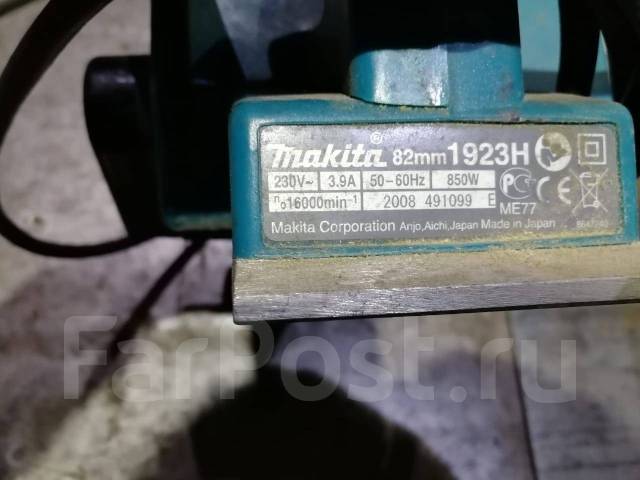 makita® 82mm 1923H
230V~ 3.9A 50-60Hz 850W
n₀16000min⁻¹ 2008 491099 E
ME77
Makita Corporation Anjo, Aichi, Japan Made in Japan
FarPost.ru